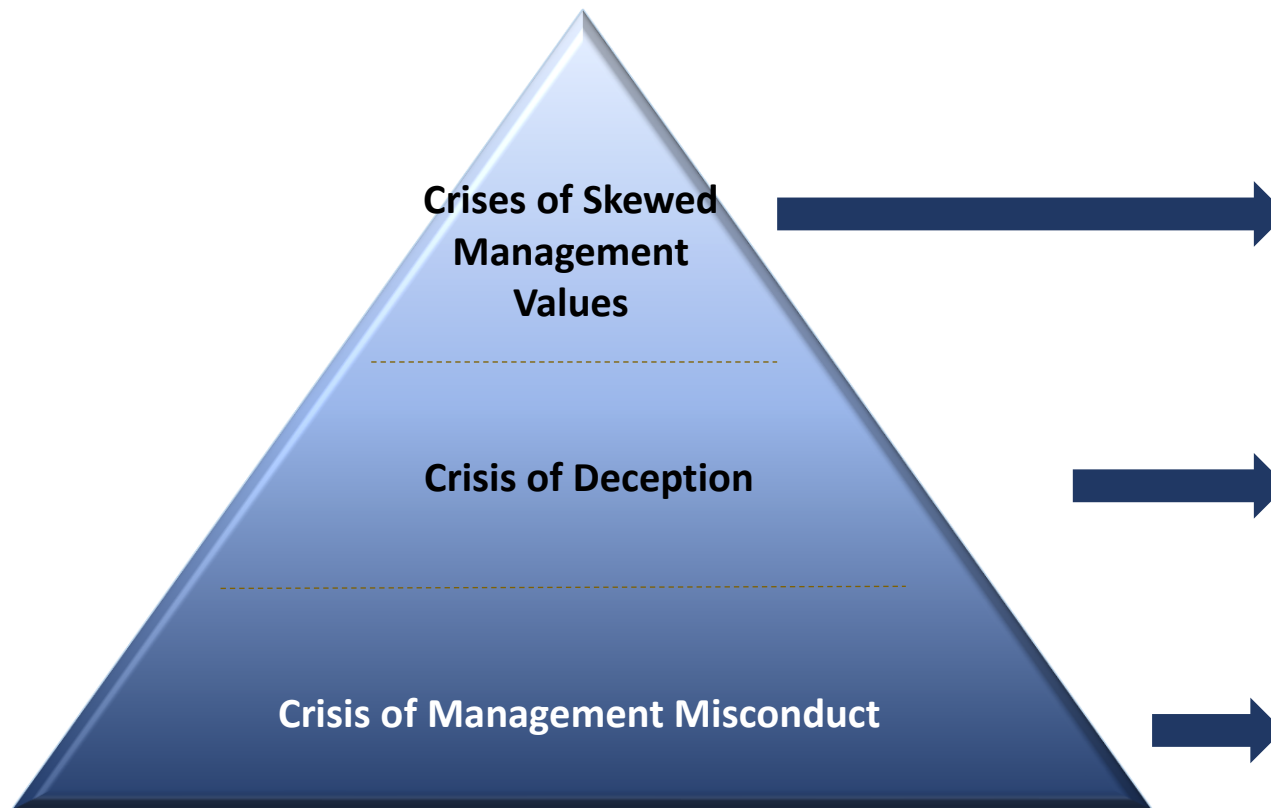 Crises of Skewed
Management
Values
Crisis of Deception
Crisis of Management Misconduct